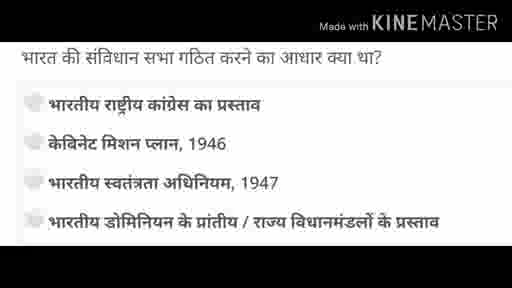 Made with KINEMASTER
भारत की संविधान सभा गठित करने का आधार क्या था?
भारतीय राष्ट्रीय कांग्रेस का प्रस्ताव
केबिनेट मिशन प्लान, 1946
भारतीय स्वतंत्रता अधिनियम, 1947
भारतीय डोमिनियन के प्रांतीय / राज्य विधानमंडलों के प्रस्ताव